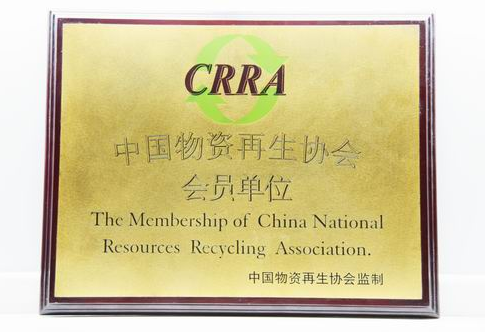 CRRA
中国物资再生协会
会员单位
The Membership of China National
Resources Recycling Association.
中国物资再生协会监制